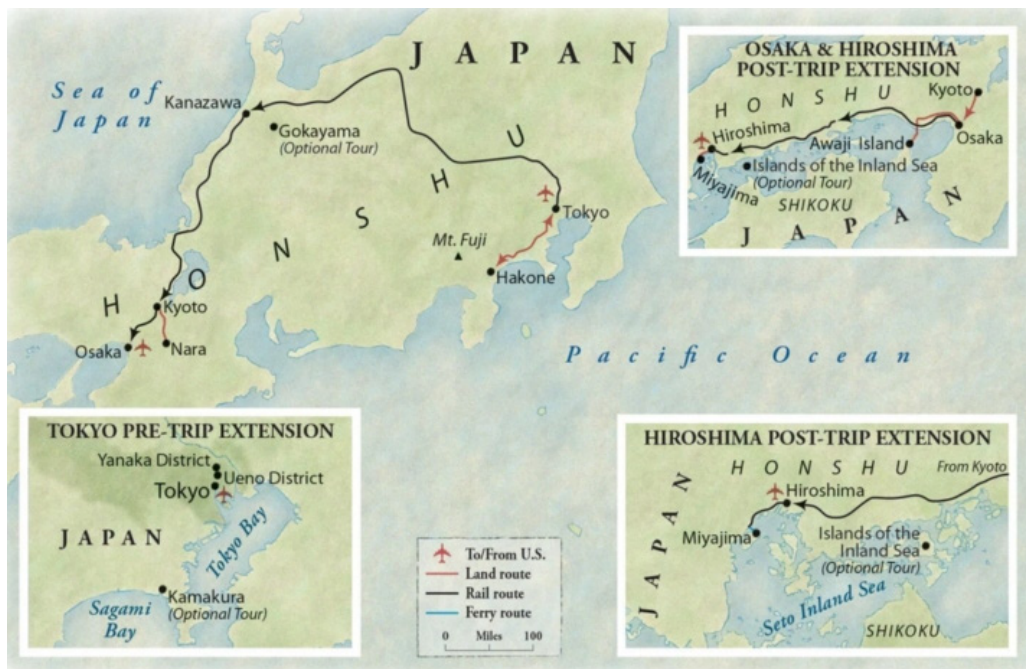 JAPAN
Sea of
Japan
Kanazawa
Gokayama
(Optional Tour)
HONSHU
Tokyo
Mt. Fuji
Hakone
Kyoto
Osaka
Nara
Pacific Ocean
OSAKA & HIROSHIMA
POST-TRIP EXTENSION
HONSHU
Kyoto
Hiroshima
Awaji Island
Osaka
Miyajima
Islands of the Inland Sea
(Optional Tour)
SHIKOKU
JAPAN
TOKYO PRE-TRIP EXTENSION
Yanaka District
Ueno District
Tokyo
JAPAN
Tokyo Bay
Kamakura
(Optional Tour)
Sagami
Bay
To/From U.S.
Land route
Rail route
Ferry route
0 Miles 100
HIROSHIMA POST-TRIP EXTENSION
HONSHU
From Kyoto
JAPAN
Hiroshima
Miyajima
Islands of the
Inland Sea
(Optional Tour)
Seto Inland Sea
SHIKOKU